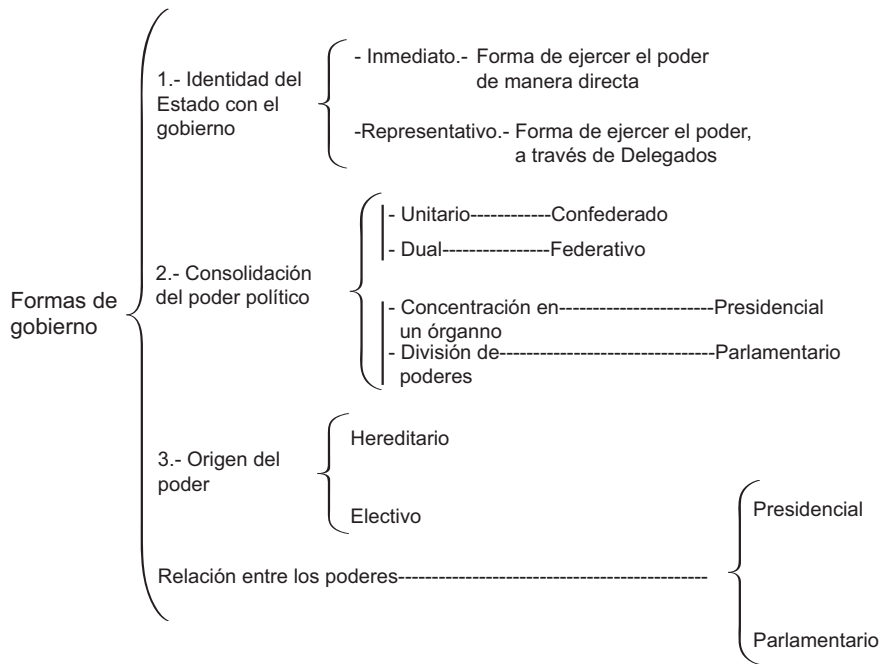 Formas de
gobierno
1.- Identidad del
Estado con el
gobierno
- Inmediato.- Forma de ejercer el poder
de manera directa
-Representativo.- Forma de ejercer el poder,
a través de Delegados
2.- Consolidación
del poder político
- Unitario------------Confederado
- Dual----------------Federativo
- Concentración en-----------------------Presidencial
un órganno
- División de--------------------------------Parlamentario
poderes
3.- Origen del
poder
Hereditario
Electivo
Relación entre los poderes----------------------------------------------
Presidencial
Parlamentario